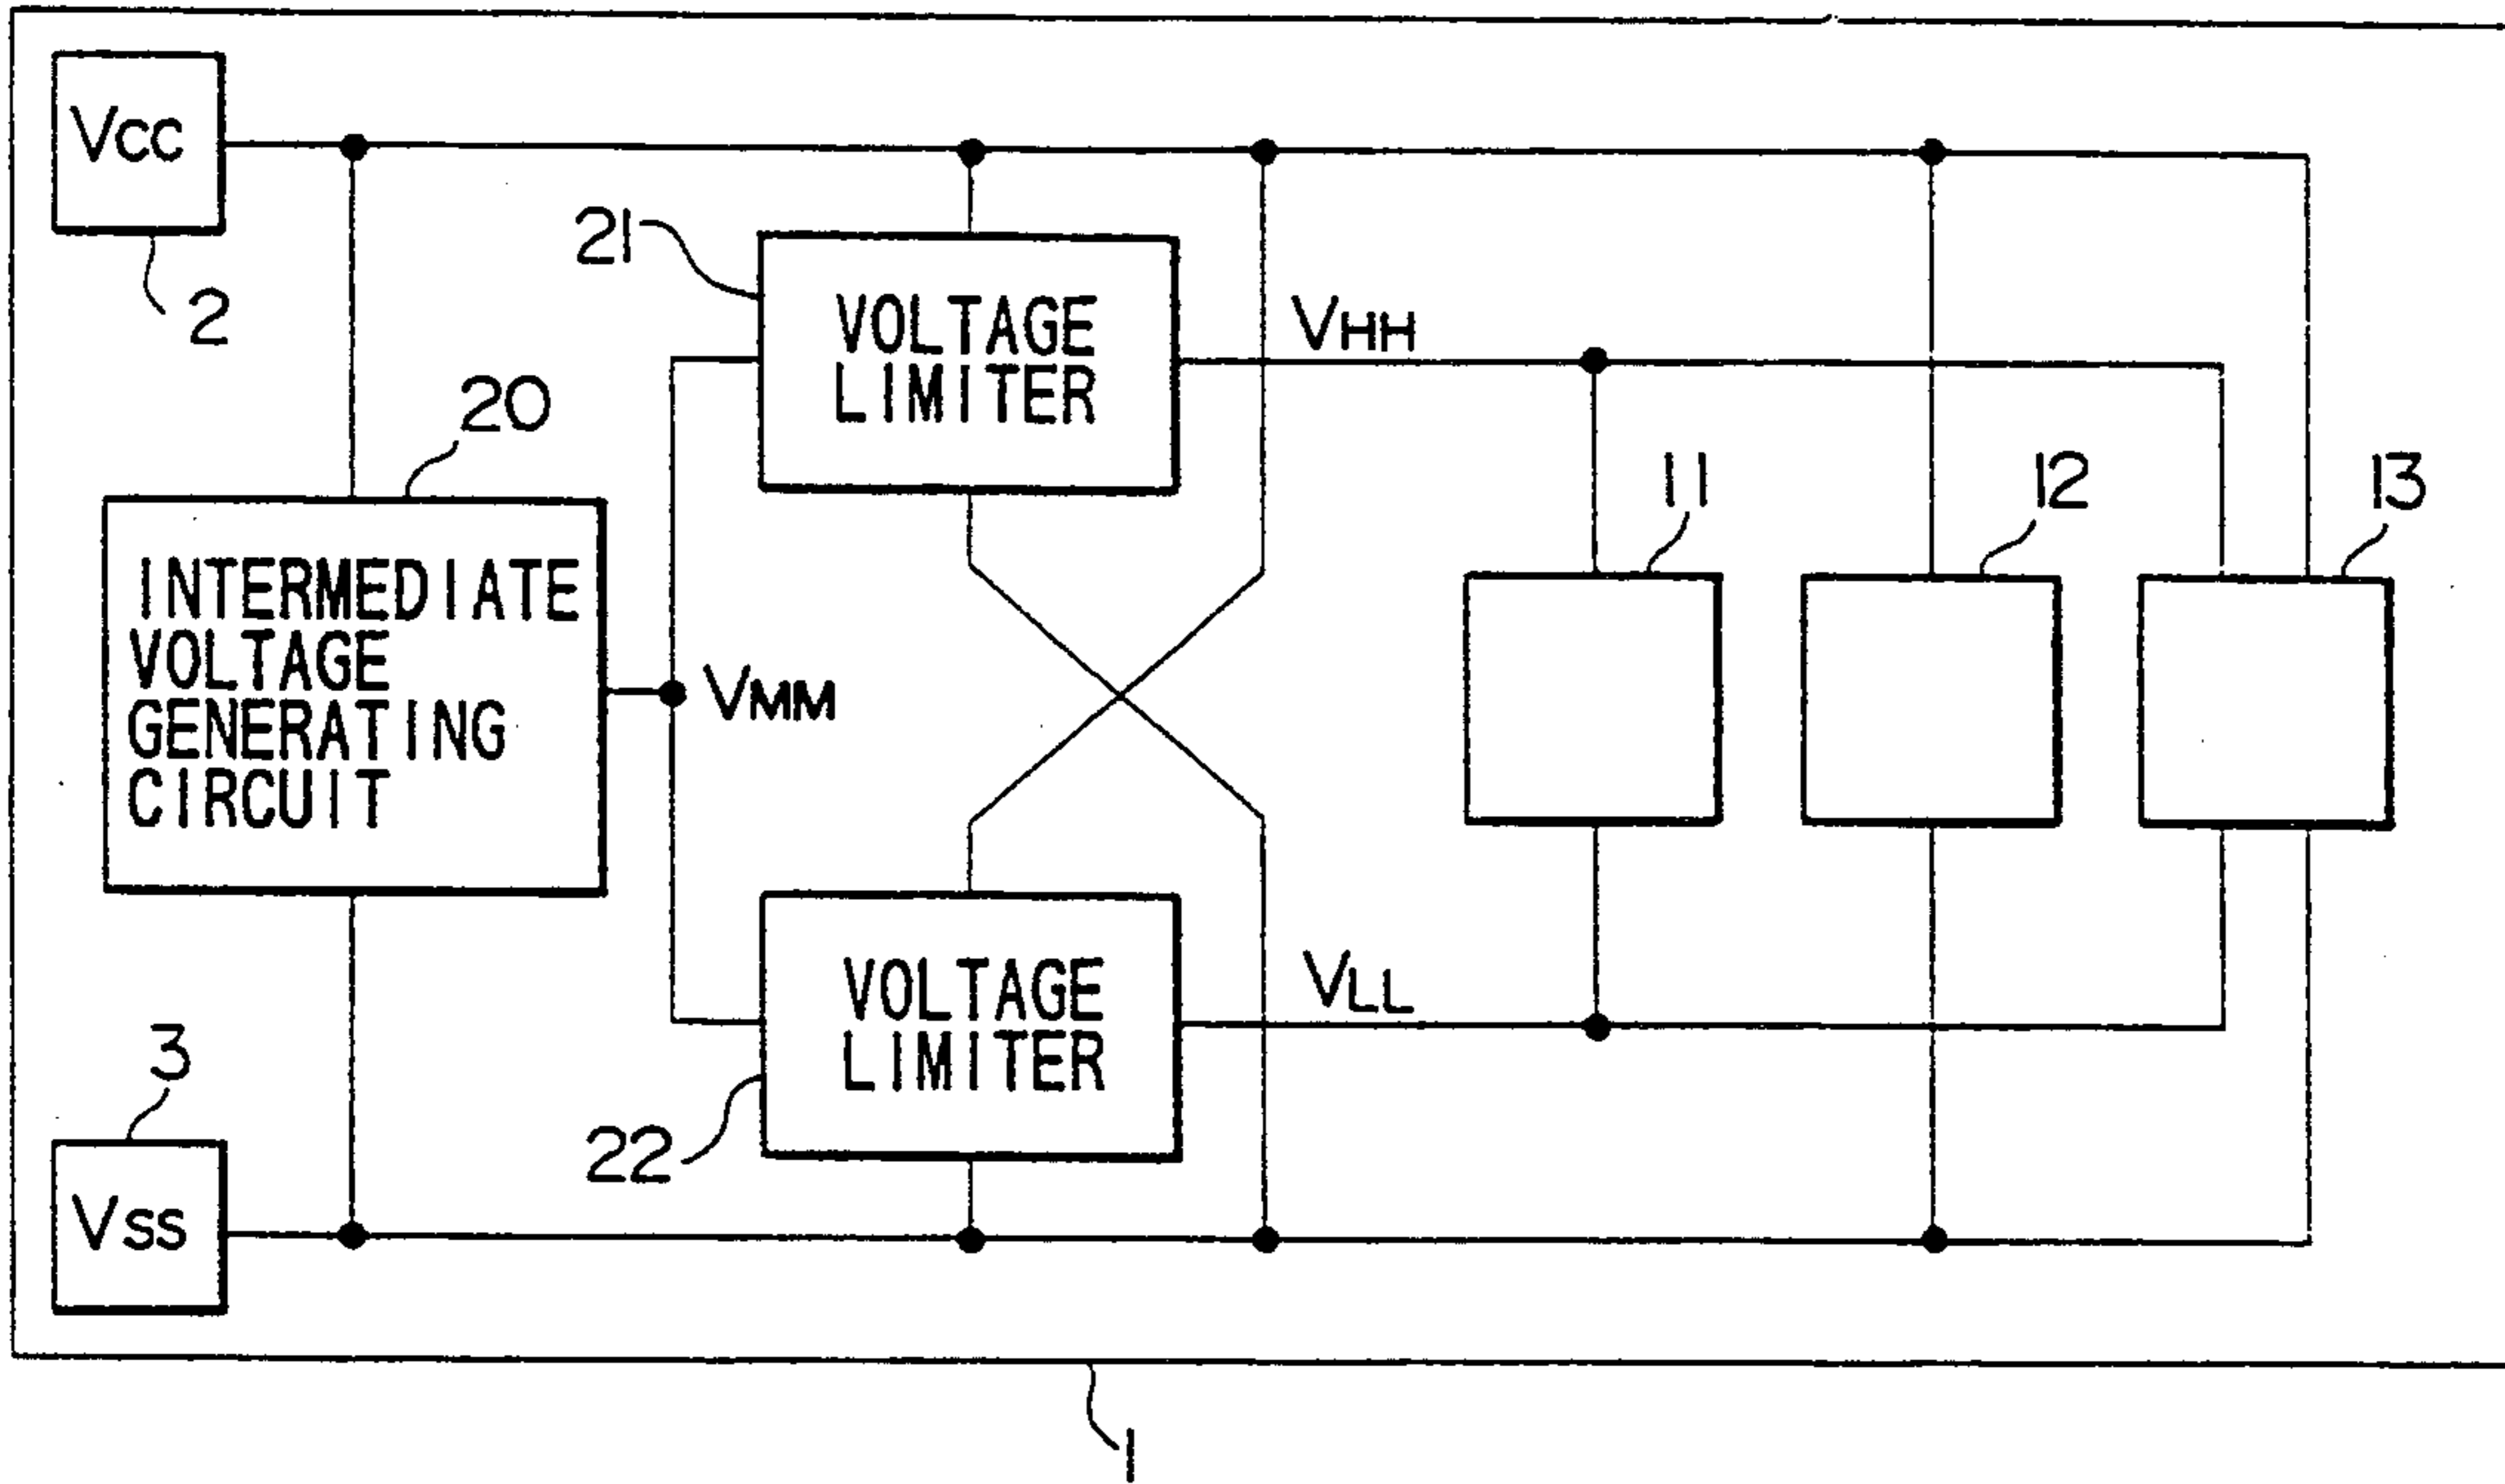 VCC
2
21
VOLTAGE
LIMITER
VHH
20
11
12
13
INTERMEDIATE
VOLTAGE
GENERATING
CIRCUIT
VMM
VOLTAGE
LIMITER
VLL
3
22
VSS
1